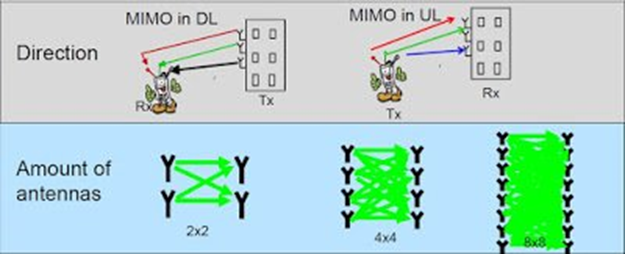 MIMO in DL
MIMO in UL
Direction
Rx
Tx
Tx
Rx
Amount of
antennas
2x2
4x4
8x8